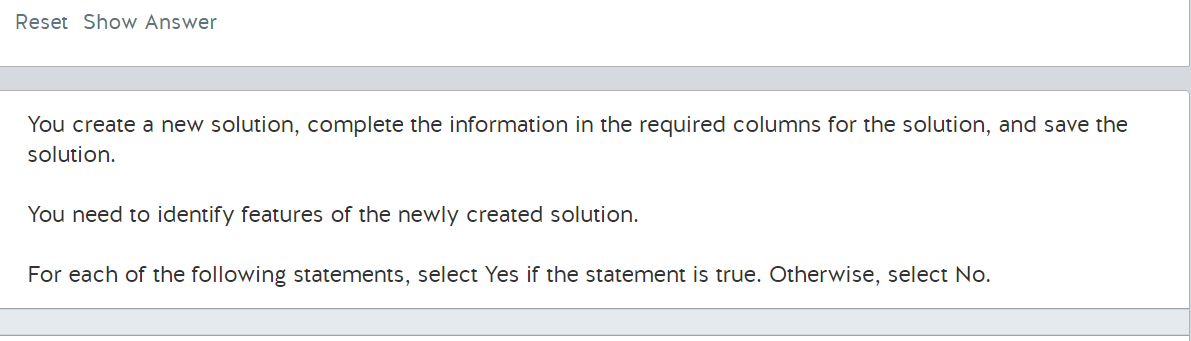 Reset Show Answer
You create a new solution, complete the information in the required columns for the solution, and save the
solution.
You need to identify features of the newly created solution.
For each of the following statements, select Yes if the statement is true. Otherwise, select No.